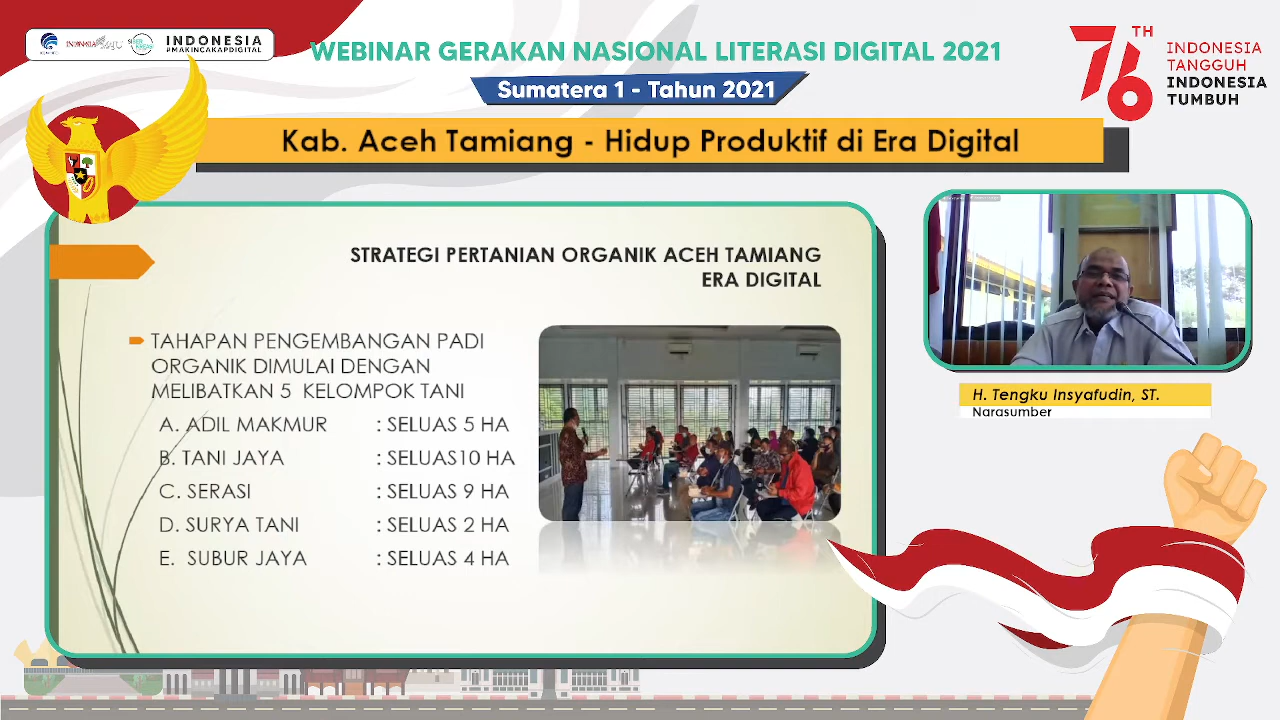 INDONESIA
#MAKINCAKAPDIGITAL
WEBINAR GERAKAN NASIONAL LITERASI DIGITAL 2021
Sumatera 1 - Tahun 2021
76TH
INDONESIA
TANGGUH
INDONESIA
TUMBUH
Kab. Aceh Tamiang - Hidup Produktif di Era Digital
STRATEGI PERTANIAN ORGANIK ACEH TAMIANG
ERA DIGITAL
TAHAPAN PENGEMBANGAN PADI
ORGANIK DIMULAI DENGAN
MELIBATKAN 5 KELOMPOK TANI
A. ADIL MAKMUR : SELUAS 5 HA
B. TANI JAYA : SELUAS10 HA
C. SERASI : SELUAS 9 HA
D. SURYA TANI : SELUAS 2 HA
E. SUBUR JAYA : SELUAS 4 HA
H. Tengku Insyafudin, ST.
Narasumber